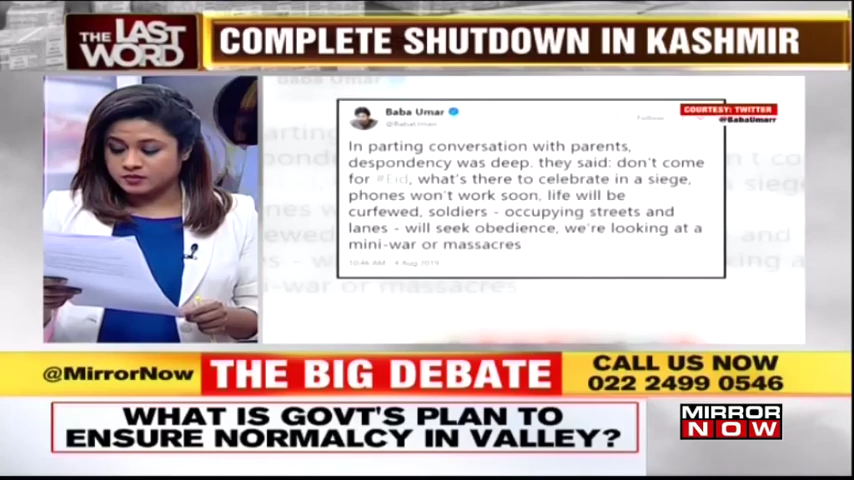 THE LAST WORD
COMPLETE SHUTDOWN IN KASHMIR
Baba Umar
COURTESY: TWITTER
@BabaUmarr
Follow
In parting conversation with parents,
despondency was deep. they said: don't come
for #Eid, what's there to celebrate in a siege,
phones won't work soon, life will be
curfewed, soldiers - occupying streets and
lanes - will seek obedience, we're looking at a
mini-war or massacres
10:46 AM - 4 Aug 2019
@MirrorNow
THE BIG DEBATE
CALL US NOW
022 2499 0546
WHAT IS GOVT'S PLAN TO
ENSURE NORMALCY IN VALLEY?
MIRROR
NOW